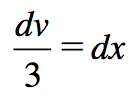 dv/3 = dx